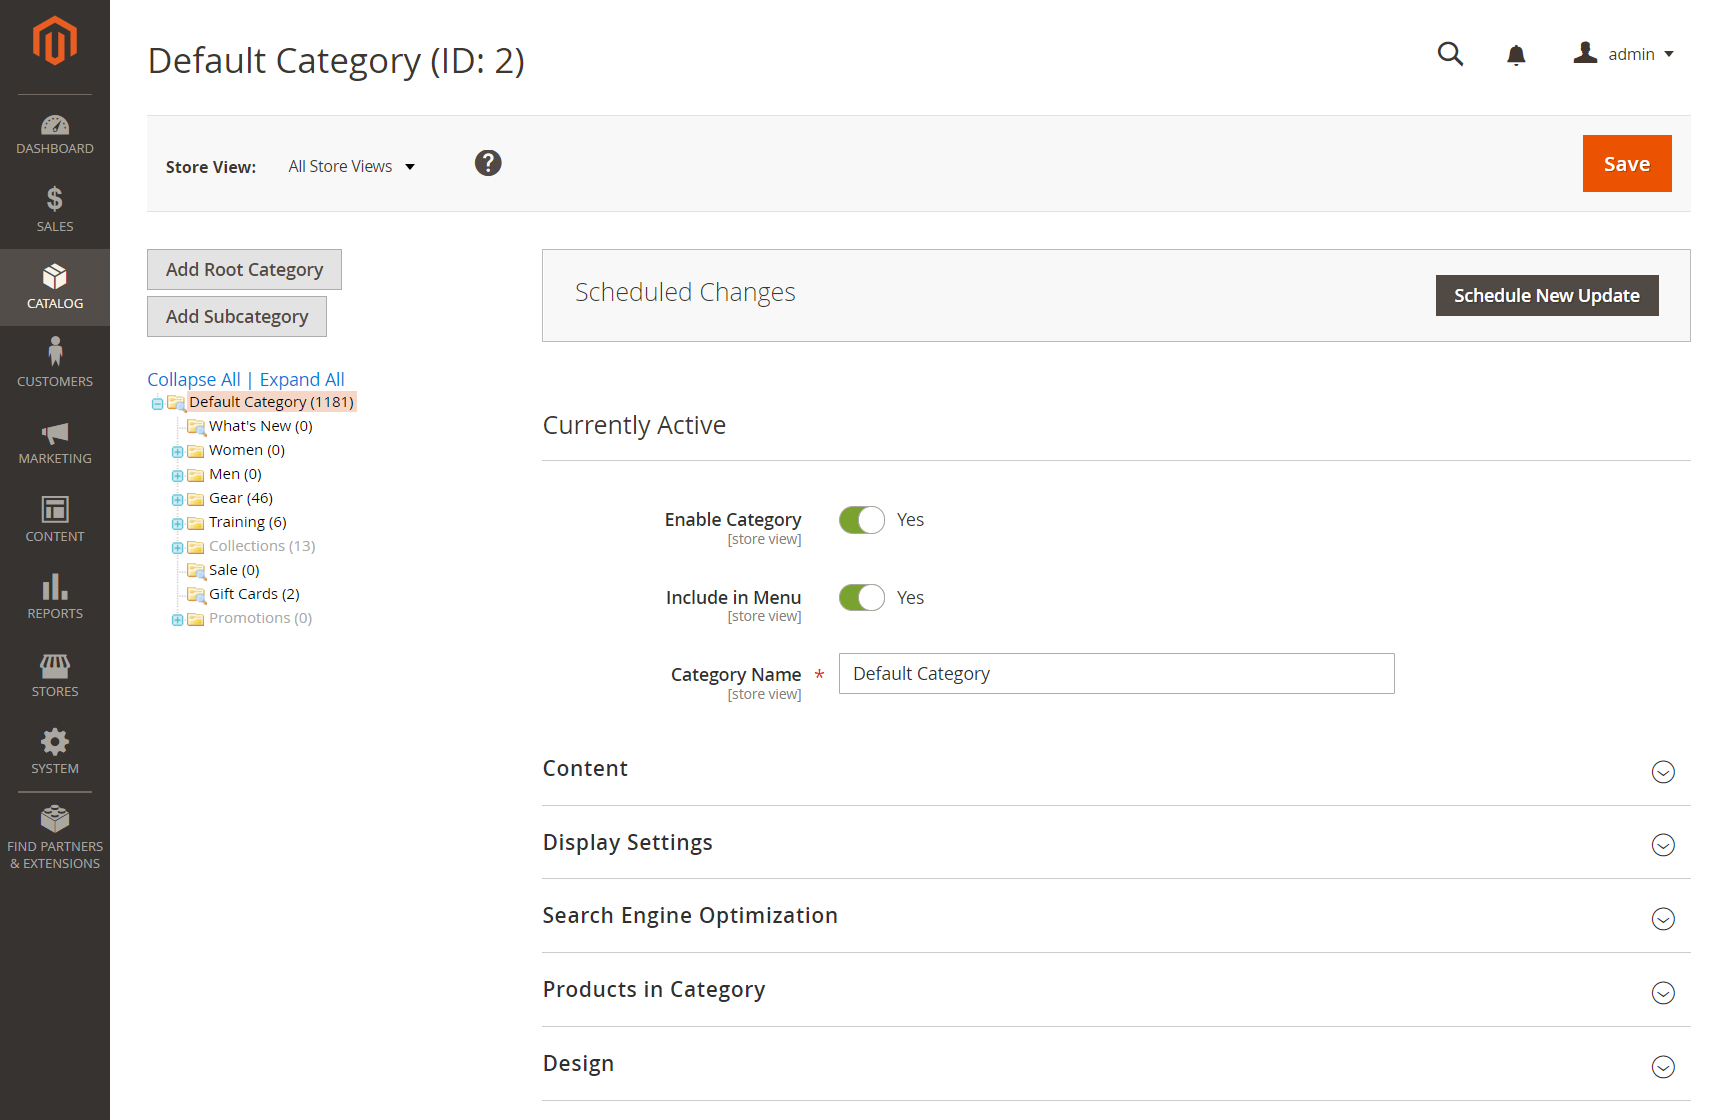 Default Category (ID: 2)
admin
Store View:
All Store Views
?
Save
DASHBOARD
$
SALES
CATALOG
CUSTOMERS
MARKETING
CONTENT
REPORTS
STORES
SYSTEM
FIND PARTNERS
& EXTENSIONS
Add Root Category
Add Subcategory
Collapse All | Expand All
Default Category (1181)
What's New (0)
Women (0)
Men (0)
Gear (46)
Training (6)
Collections (13)
Sale (0)
Gift Cards (2)
Promotions (0)
Scheduled Changes
Schedule New Update
Currently Active
Enable Category
[store view]
Yes
Include in Menu
[store view]
Yes
Category Name *
[store view]
Default Category
Content
Display Settings
Search Engine Optimization
Products in Category
Design